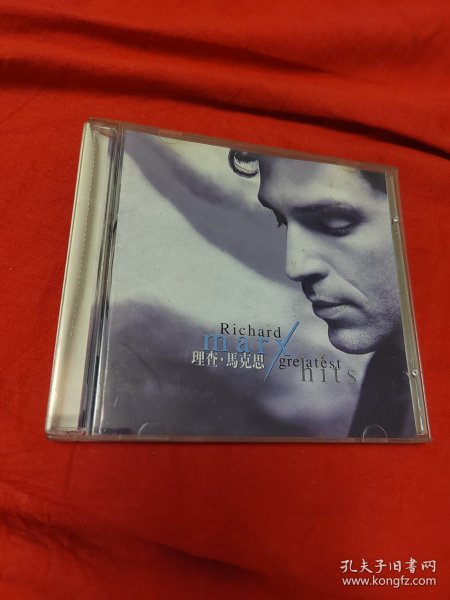 Richard
marx
理查·馬克思
greatest
hits
孔夫子旧书网
www.kongfz.com